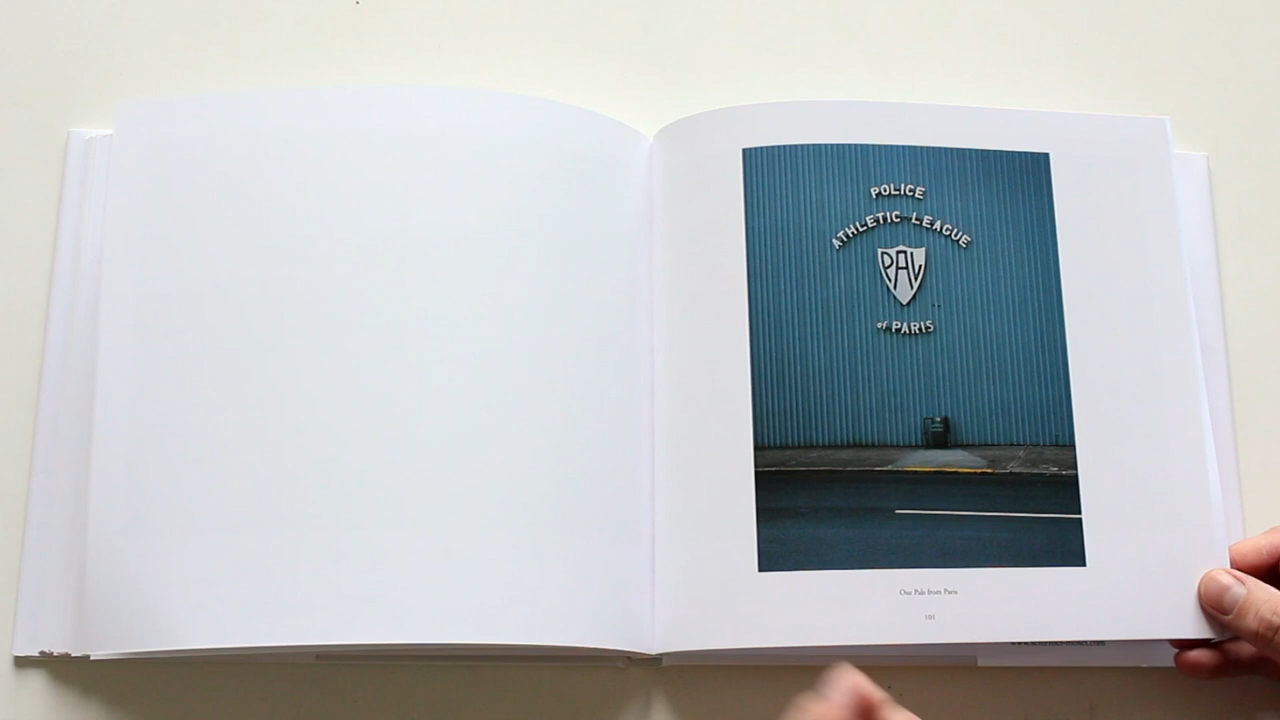 POLICE
ATHLETIC LEAGUE
PAL
of PARIS
Our Pals from Paris
101